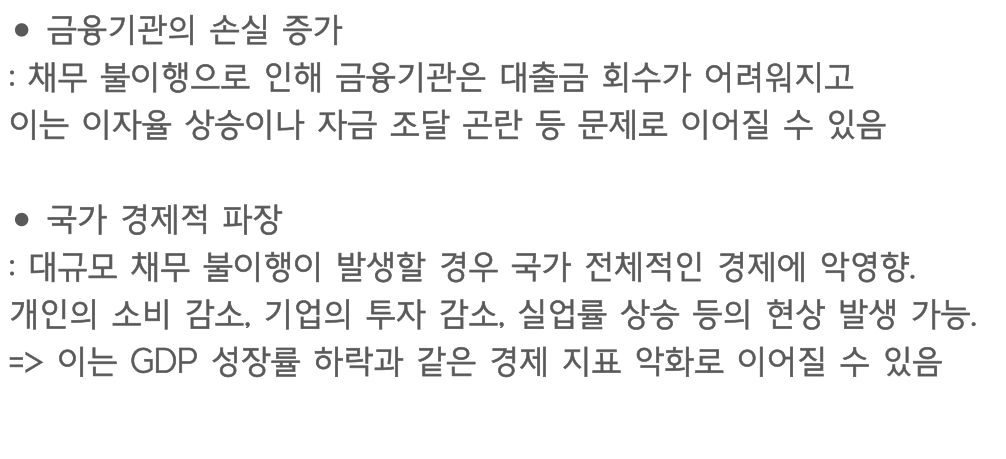 ● 금융기관의 손실 증가
: 채무 불이행으로 인해 금융기관은 대출금 회수가 어려워지고
이는 이자율 상승이나 자금 조달 곤란 등 문제로 이어질 수 있음
● 국가 경제적 파장
: 대규모 채무 불이행이 발생할 경우 국가 전체적인 경제에 악영향.
개인의 소비 감소, 기업의 투자 감소, 실업률 상승 등의 현상 발생 가능.
=> 이는 GDP 성장률 하락과 같은 경제 지표 악화로 이어질 수 있음